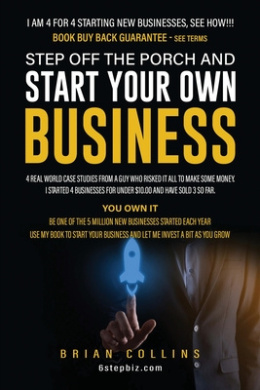 I AM 4 FOR 4 STARTING NEW BUSINESSES, SEE HOW!!!
BOOK BUY BACK GUARANTEE - SEE TERMS
STEP OFF THE PORCH AND
START YOUR OWN
BUSINESS
4 REAL WORLD CASE STUDIES FROM A GUY WHO RISKED IT ALL TO MAKE SOME MONEY.
I STARTED 4 BUSINESSES FOR UNDER $10.00 AND HAVE SOLD 3 SO FAR.
YOU OWN IT
BE ONE OF THE 5 MILLION NEW BUSINESSES STARTED EACH YEAR
USE MY BOOK TO START YOUR BUSINESS AND LET ME INVEST A BIT AS YOU GROW
BRIAN COLLINS
6stepbiz.com